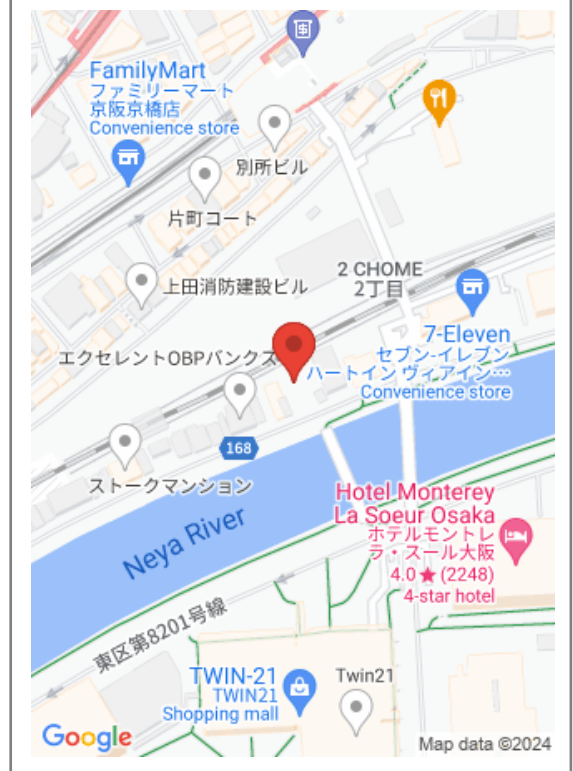 FamilyMart
ファミリーマート
京阪京橋店
Convenience store
別所ビル
片町コート
2 CHOME
2丁目
上田消防建設ビル
7-Eleven
セブン-イレブン
ハートイン ヴィアイン…
Convenience store
エクセレントOBPバンクス
168
ストークマンション
Neya River
Hotel Monterey
La Soeur Osaka
ホテルモントレ
ラ・スール大阪
4.0★(2248)
4-star hotel
東区第8201号線
TWIN-21
TWIN21
Shopping mall
Twin21
Google
Map data ©2024